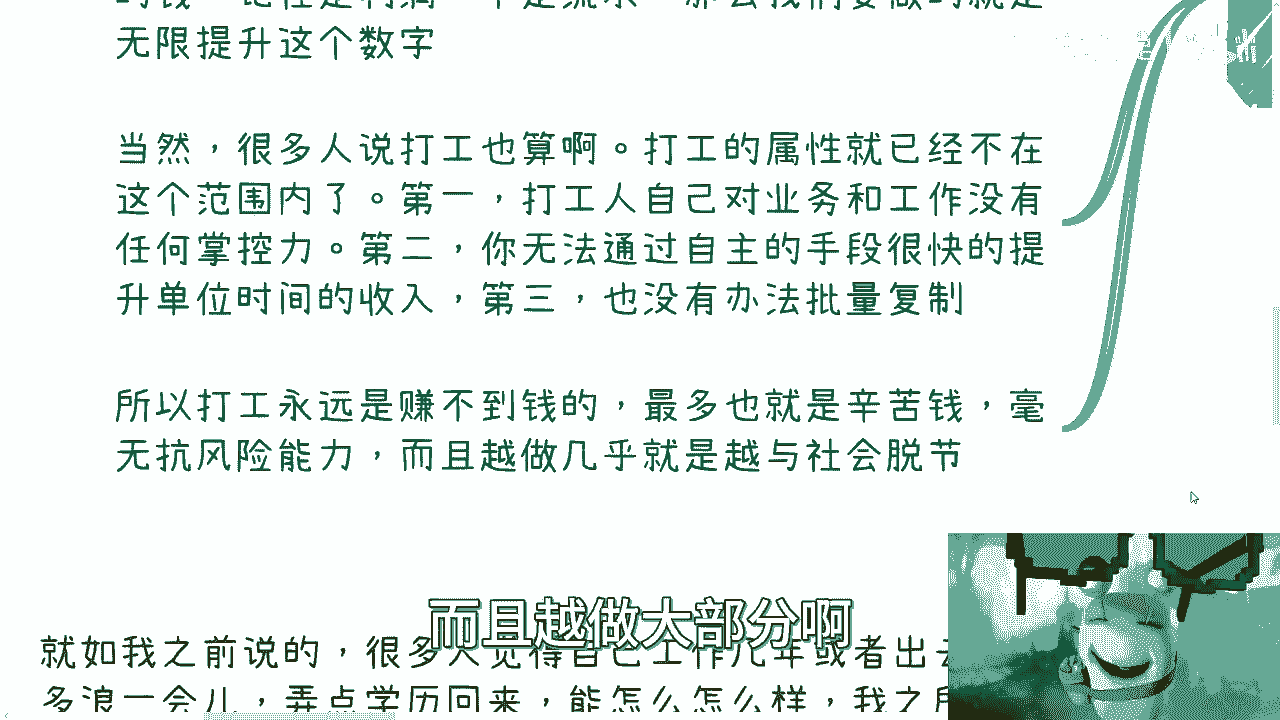 无限提升这个数字
当然，很多人说打工也算啊。打工的属性就已经不在
这个范围内了。第一，打工人自己对业务和工作没有
任何掌控力。第二，你无法通过自主的手段很快的提
升单位时间的收入，第三，也没有办法批量复制
所以打工永远是赚不到钱的，最多也就是辛苦钱，毫
无抗风险能力，而且越做几乎就是越与社会脱节
而且越做大部分啊
就如我之前说的，很多人觉得自己工作几年或者出去
多浪一会儿，弄点学历回来，能怎么怎么样，我之所